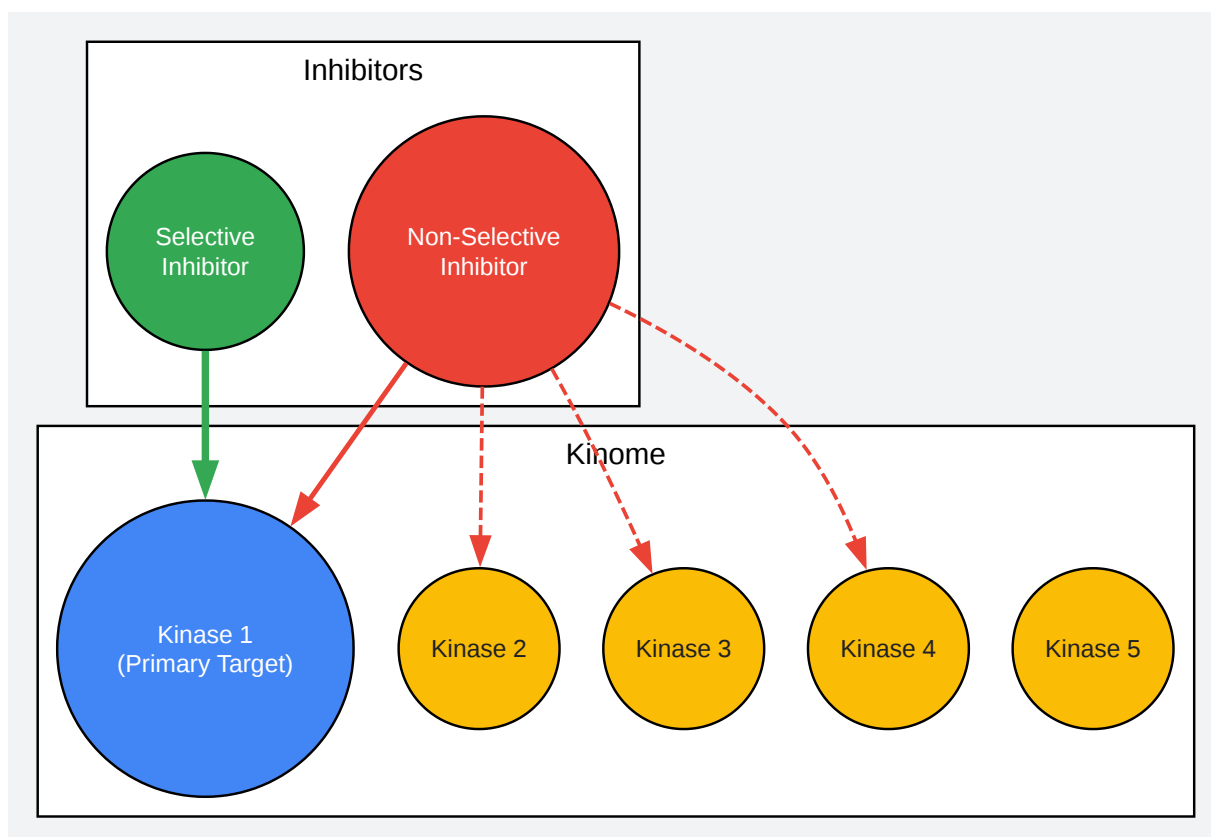 Inhibitors
Selective
Inhibitor
Non-Selective
Inhibitor
Kinome
Kinase 1
(Primary Target)
Kinase 2
Kinase 3
Kinase 4
Kinase 5